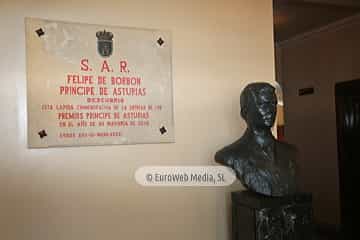 S. A. R.
FELIPE DE BORBON
PRINCIPE DE ASTURIAS
DESCUBRIO
ESTA LAPIDA CONMEMORATIVA DE LA ENTREGA DE LOS
PREMIOS PRINCIPE DE ASTURIAS
EN EL AÑO DE SU MAYORIA DE EDAD
© EuroWeb Media, SL